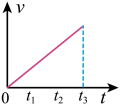 v
0 t₁ t₂ t₃ t